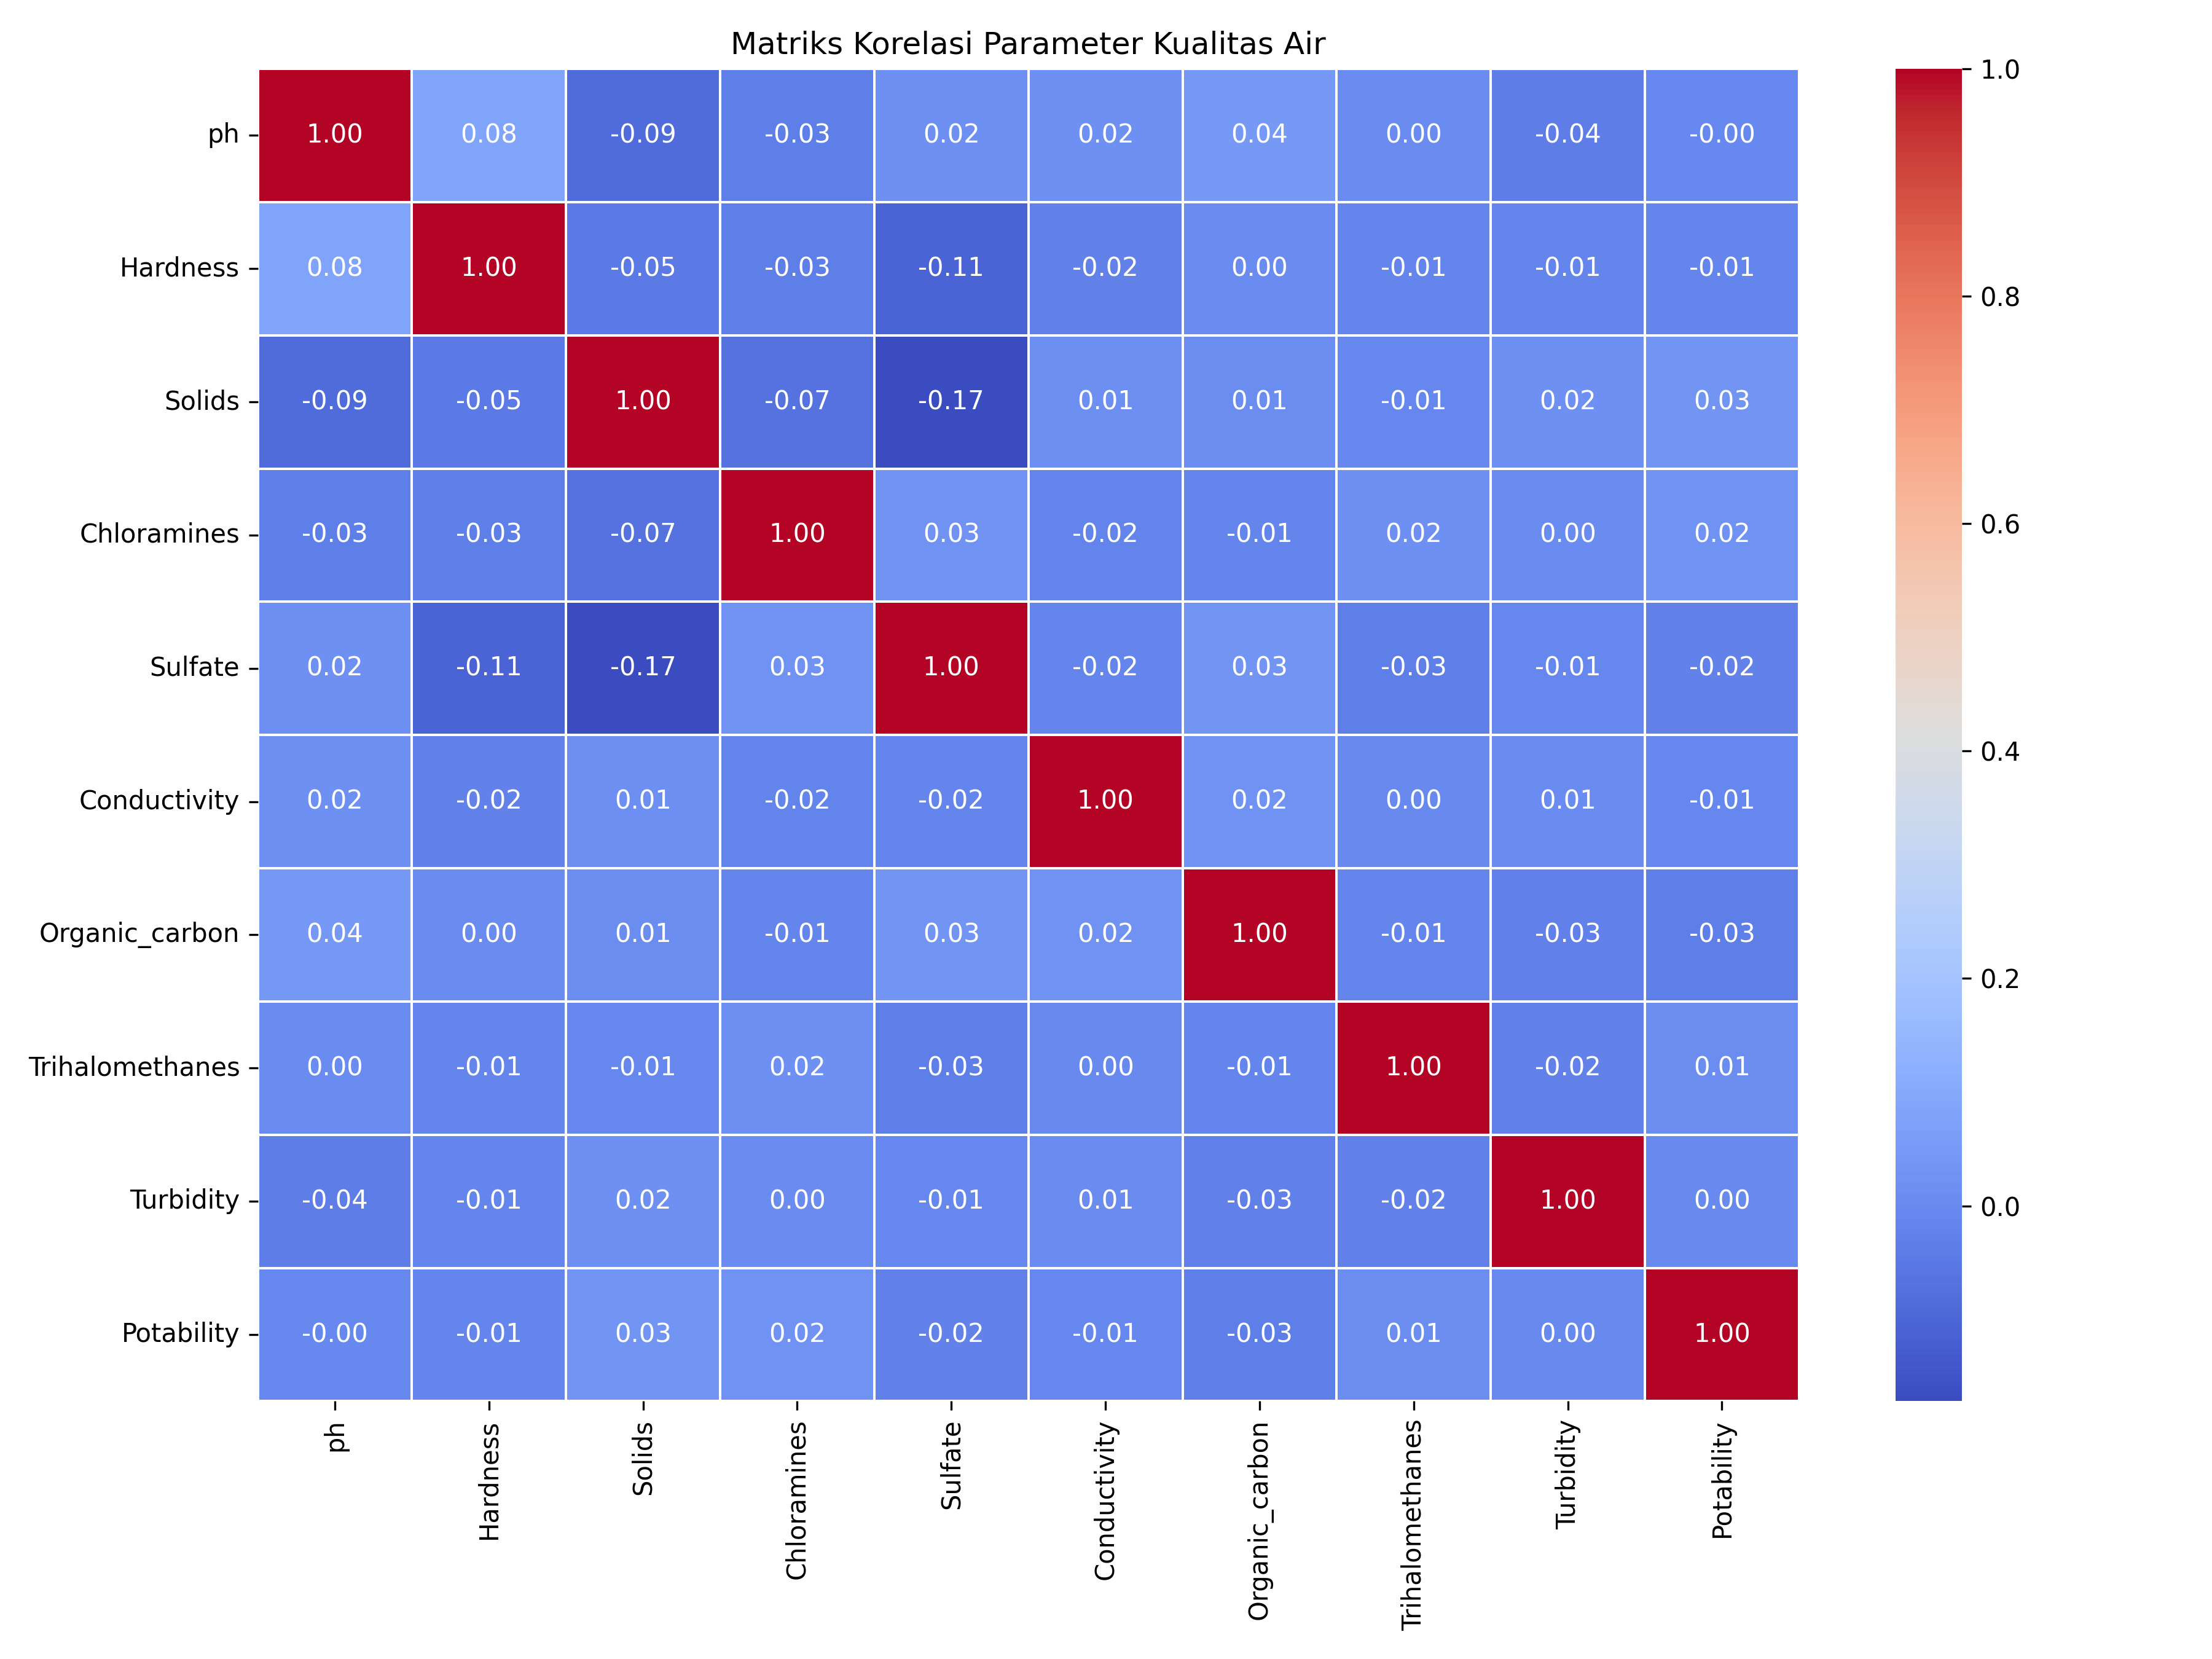 Matriks Korelasi Parameter Kualitas Air
ph 1.00 0.08 -0.09 -0.03 0.02 0.02 0.04 0.00 -0.04 -0.00
Hardness 0.08 1.00 -0.05 -0.03 -0.11 -0.02 0.00 -0.01 -0.01 -0.01
Solids -0.09 -0.05 1.00 -0.07 -0.17 0.01 0.01 -0.01 0.02 0.03
Chloramines -0.03 -0.03 -0.07 1.00 0.03 -0.02 -0.01 0.02 0.00 0.02
Sulfate 0.02 -0.11 -0.17 0.03 1.00 -0.02 0.03 -0.03 -0.01 -0.02
Conductivity 0.02 -0.02 0.01 -0.02 -0.02 1.00 0.02 0.00 0.01 -0.01
Organic_carbon 0.04 0.00 0.01 -0.01 0.03 0.02 1.00 -0.01 -0.03 -0.03
Trihalomethanes 0.00 -0.01 -0.01 0.02 -0.03 0.00 -0.01 1.00 -0.02 0.01
Turbidity -0.04 -0.01 0.02 0.00 -0.01 0.01 -0.03 -0.02 1.00 0.00
Potability -0.00 -0.01 0.03 0.02 -0.02 -0.01 -0.03 0.01 0.00 1.00
ph
Hardness
Solids
Chloramines
Sulfate
Conductivity
Organic_carbon
Trihalomethanes
Turbidity
Potability
1.0
0.8
0.6
0.4
0.2
0.0